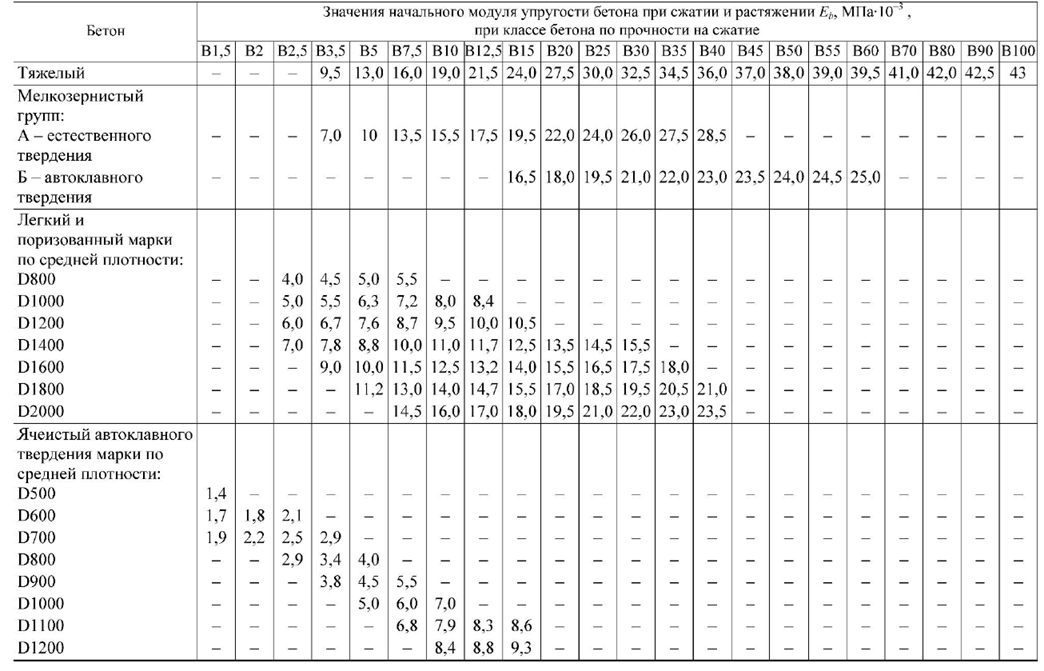 Бетон
Значения начального модуля упругости бетона при сжатии и растяжении E_b, МПа·10⁻³ ,
при классе бетона по прочности на сжатие
В1,5 В2 В2,5 В3,5 В5 В7,5 В10 В12,5 В15 В20 В25 В30 В35 В40 В45 В50 В55 В60 В70 В80 В90 В100
Тяжелый – – – 9,5 13,0 16,0 19,0 21,5 24,0 27,5 30,0 32,5 34,5 36,0 37,0 38,0 39,0 39,5 41,0 42,0 42,5 43
Мелкозернистый
групп:
А – естественного – – – 7,0 10 13,5 15,5 17,5 19,5 22,0 24,0 26,0 27,5 28,5 – – – – – – – –
твердения
Б – автоклавного – – – – – – – – 16,5 18,0 19,5 21,0 22,0 23,0 23,5 24,0 24,5 25,0 – – – –
твердения
Легкий и
поризованный марки
по средней плотности:
D800 – – 4,0 4,5 5,0 5,5 – – – – – – – – – – – – – – – –
D1000 – – 5,0 5,5 6,3 7,2 8,0 8,4 – – – – – – – – – – – – – –
D1200 – – 6,0 6,7 7,6 8,7 9,5 10,0 10,5 – – – – – – – – – – – – –
D1400 – – 7,0 7,8 8,8 10,0 11,0 11,7 12,5 13,5 14,5 15,5 – – – – – – – – – –
D1600 – – – 9,0 10,0 11,5 12,5 13,2 14,0 15,5 16,5 17,5 18,0 – – – – – – – – –
D1800 – – – – 11,2 13,0 14,0 14,7 15,5 17,0 18,5 19,5 20,5 21,0 – – – – – – – –
D2000 – – – – – 14,5 16,0 17,0 18,0 19,5 21,0 22,0 23,0 23,5 – – – – – – – –
Ячеистый автоклавного
твердения марки по
средней плотности:
D500 1,4 – – – – – – – – – – – – – – – – – – – – –
D600 1,7 1,8 2,1 – – – – – – – – – – – – – – – – – – –
D700 1,9 2,2 2,5 2,9 – – – – – – – – – – – – – – – – – –
D800 – – 2,9 3,4 4,0 – – – – – – – – – – – – – – – – –
D900 – – – 3,8 4,5 5,5 – – – – – – – – – – – – – – – –
D1000 – – – – 5,0 6,0 7,0 – – – – – – – – – – – – – – –
D1100 – – – – – 6,8 7,9 8,3 8,6 – – – – – – – – – – – – –
D1200 – – – – – – 8,4 8,8 9,3 – – – – – – – – – – – – –